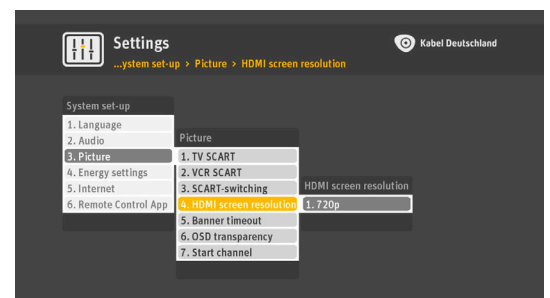 Settings
Kabel Deutschland
...ystem set-up > Picture > HDMI screen resolution
System set-up
1. Language
2. Audio
3. Picture
4. Energy settings
5. Internet
6. Remote Control App
Picture
1. TV SCART
2. VCR SCART
3. SCART-switching
4. HDMI screen resolution
5. Banner timeout
6. OSD transparency
7. Start channel
HDMI screen resolution
1. 720p